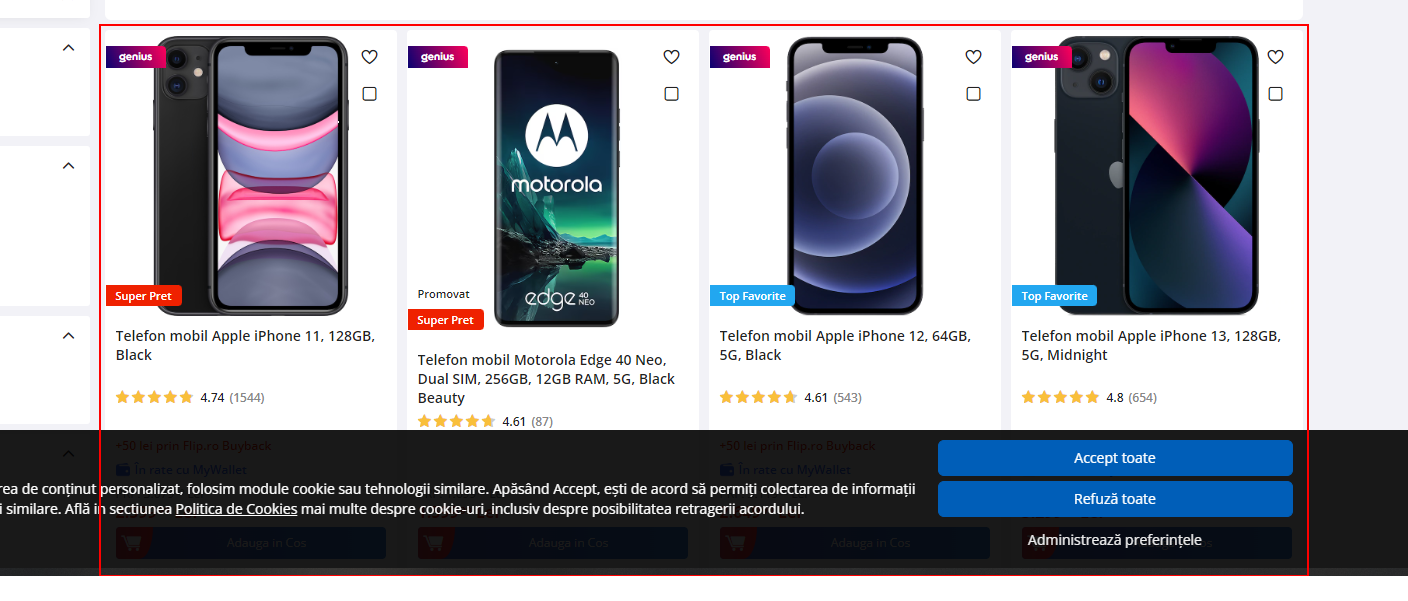 genius
genius
genius
genius
motorola
edge 40 NEO
Promovat
Super Pret
Super Pret
Top Favorite
Top Favorite
Telefon mobil Apple iPhone 11, 128GB,
Black
4.74 (1544)
Telefon mobil Motorola Edge 40 Neo,
Dual SIM, 256GB, 12GB RAM, 5G, Black
Beauty
4.61 (87)
Telefon mobil Apple iPhone 12, 64GB,
5G, Black
4.61 (543)
Telefon mobil Apple iPhone 13, 128GB,
5G, Midnight
4.8 (654)
+50 lei prin Flip.ro Buyback
+50 lei prin Flip.ro Buyback
În rate cu MyWallet
În rate cu MyWallet
de conținut personalizat, folosim module cookie sau tehnologii similare. Apăsând Accept, ești de acord să permiți colectarea de informații
similare. Află in sectiunea Politica de Cookies mai multe despre cookie-uri, inclusiv despre posibilitatea retragerii acordului.
Accept toate
Refuză toate
Administrează preferințele
Adauga in Cos
Adauga in Cos
Adauga in Cos